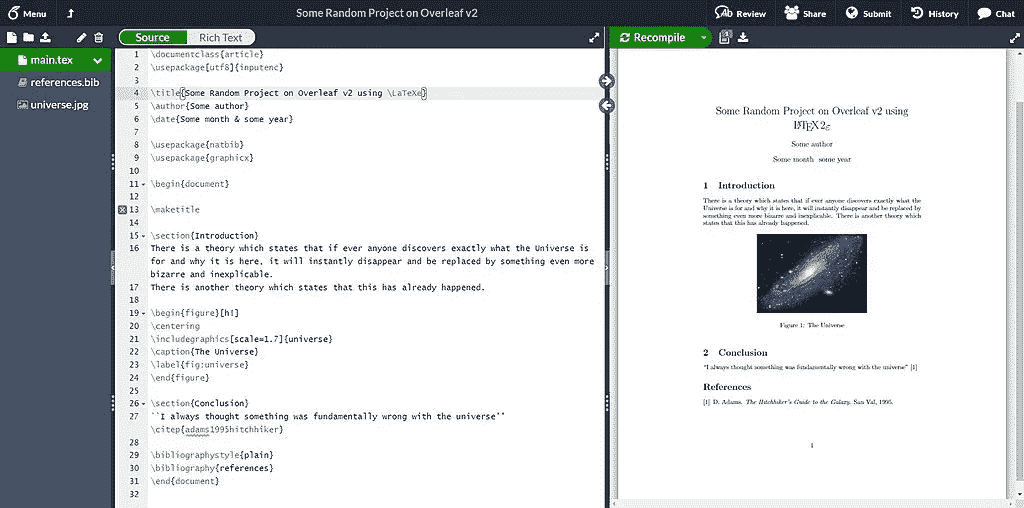 Menu
Some Random Project on Overleaf v2
Review
Share
Submit
History
Chat
Source
Rich Text
Recompile
main.tex
references.bib
universe.jpg
1 \documentclass{article}
2 \usepackage[utf8]{inputenc}
3
4 \title{Some Random Project on Overleaf v2 using \LaTeXe}
5 \author{Some author}
6 \date{Some month & some year}
7
8 \usepackage{natbib}
9 \usepackage{graphicx}
10
11 \begin{document}
12
13 \maketitle
14
15 \section{Introduction}
16 There is a theory which states that if ever anyone discovers exactly what the Universe is
for and why it is here, it will instantly disappear and be replaced by something even more
bizarre and inexplicable.
17 There is another theory which states that this has already happened.
18
19 \begin{figure}[h!]
20 \centering
21 \includegraphics[scale=1.7]{universe}
22 \caption{The Universe}
23 \label{fig:universe}
24 \end{figure}
25
26 \section{Conclusion}
27 ``I always thought something was fundamentally wrong with the universe''
\citep{adams1995hitchhiker}
28
29 \bibliographystyle{plain}
30 \bibliography{references}
31 \end{document}
32
Some Random Project on Overleaf v2 using
LATEX 2ε
Some author
Some month some year
1 Introduction
There is a theory which states that if ever anyone discovers exactly what the
Universe is for and why it is here, it will instantly disappear and be replaced by
something even more bizarre and inexplicable. There is another theory which
states that this has already happened.
Figure 1: The Universe
2 Conclusion
“I always thought something was fundamentally wrong with the universe” [1]
References
[1] D. Adams. The Hitchhiker's Guide to the Galaxy. San Val, 1995.
1